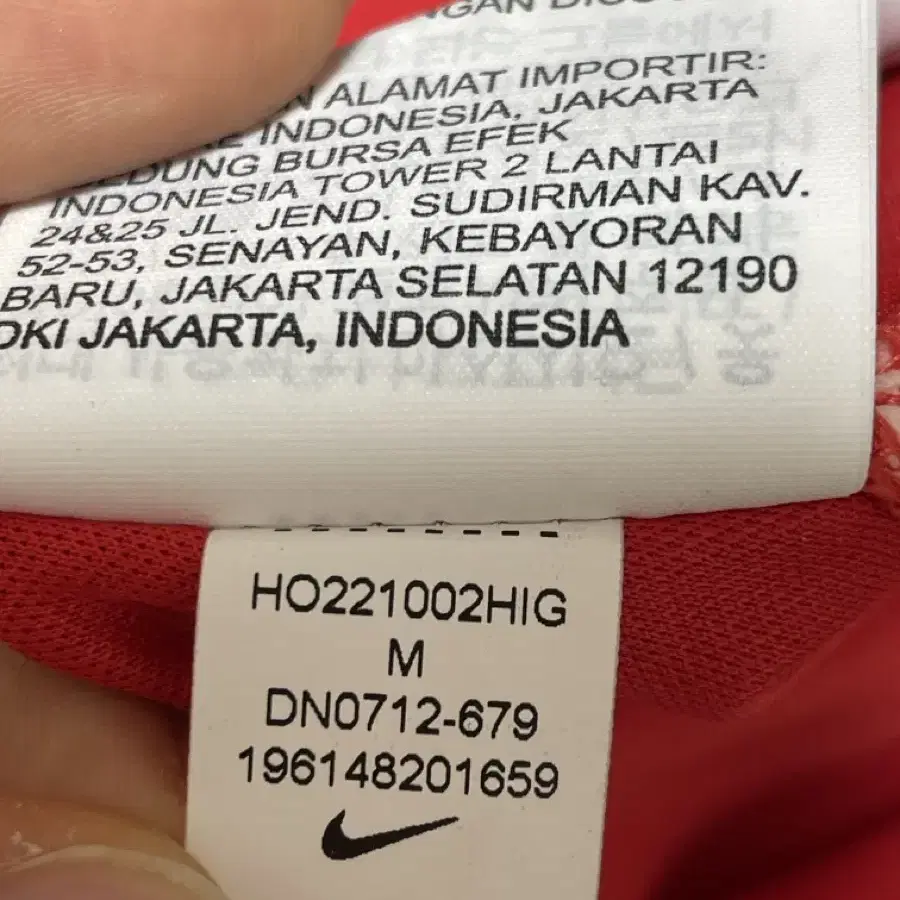 ALAMAT IMPORTIR:
INDONESIA, JAKARTA
GEDUNG BURSA EFEK
INDONESIA TOWER 2 LANTAI
24&25 JL. JEND. SUDIRMAN KAV.
52-53, SENAYAN, KEBAYORAN
BARU, JAKARTA SELATAN 12190
DKI JAKARTA, INDONESIA
HO221002HIG
M
DN0712-679
196148201659